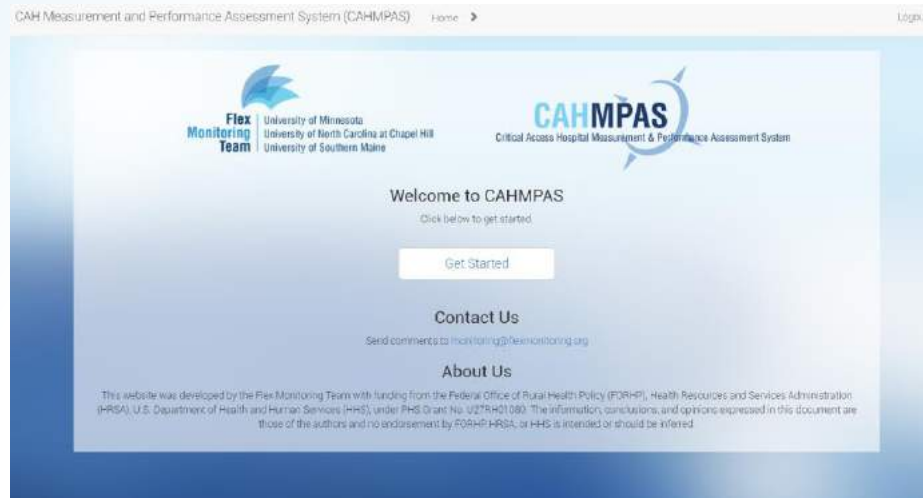 CAH Measurement and Performance Assessment System (CAHMPAS) Home
Logou
Flex Monitoring Team
University of Minnesota
University of North Carolina at Chapel Hill
University of Southern Maine
CAHMPAS
Critical Access Hospital Measurement & Performance Assessment System
Welcome to CAHMPAS
Click below to get started
Get Started
Contact Us
Send comments to monitoring@flexmonitoring.org
About Us
This website was developed by the Flex Monitoring Team with funding from the Federal Office of Rural Health Policy (FORHP), Health Resources and Services Administration
(HRSA), U.S. Department of Health and Human Services (HHS), under PHS Grant No. U27RH01080. The information, conclusions, and opinions expressed in this document are
those of the authors and no endorsement by FORHP, HRSA, or HHS is intended or should be inferred